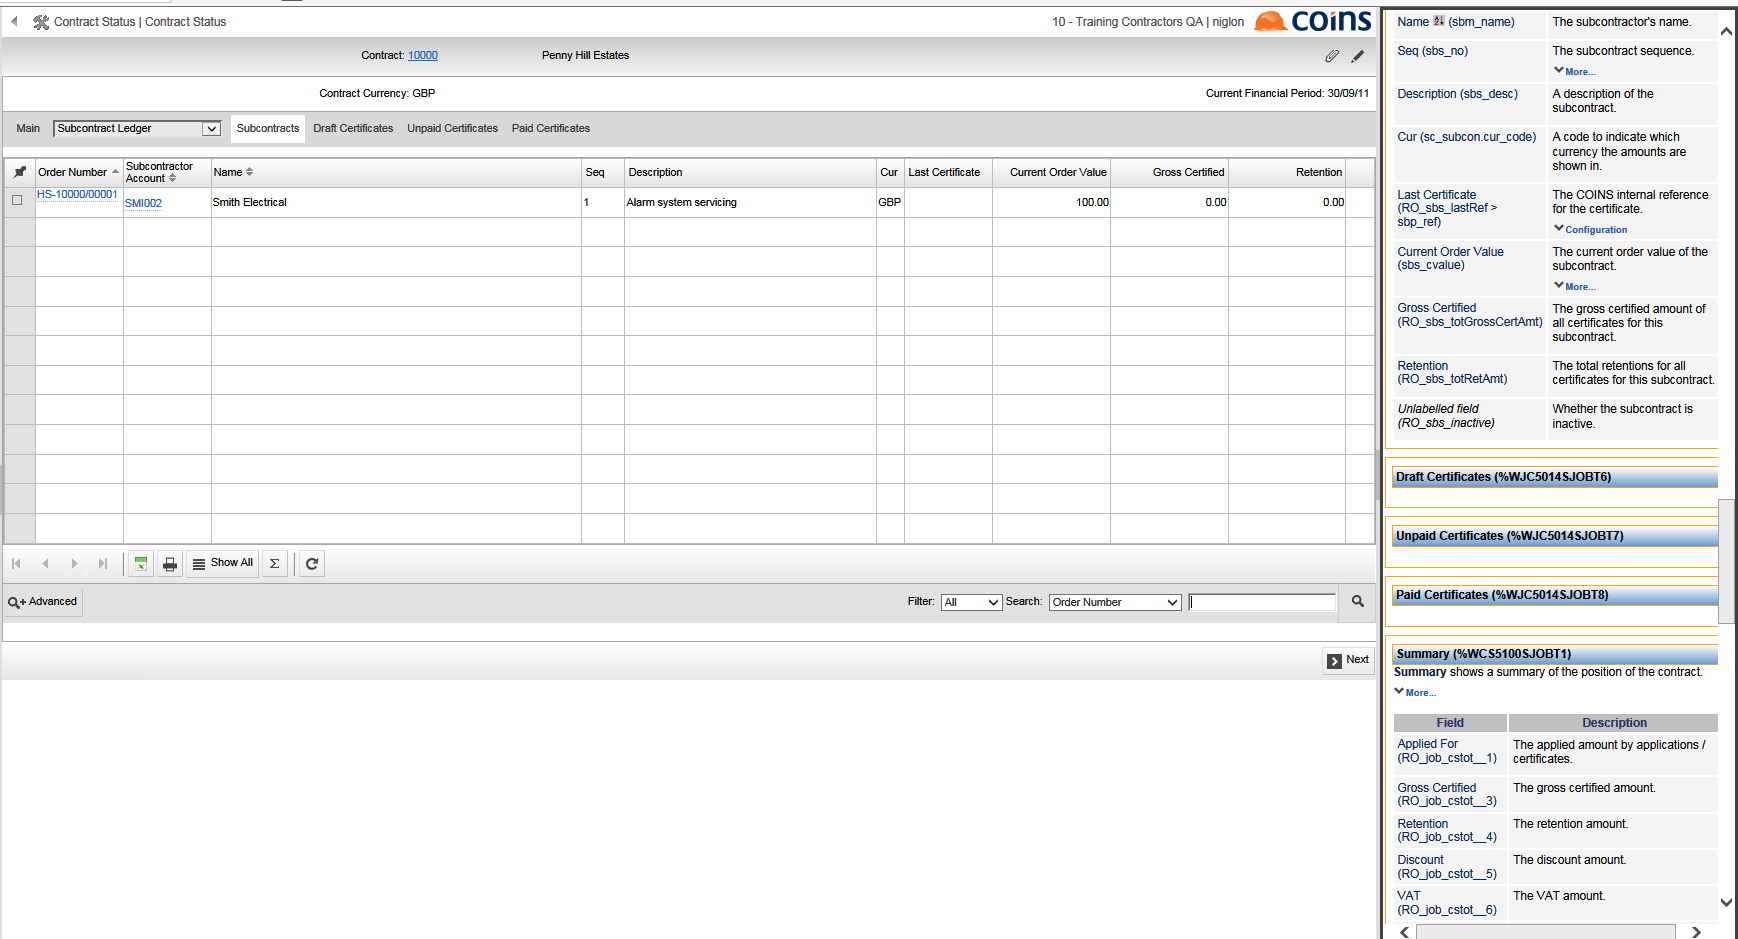 Contract Status | Contract Status
10 - Training Contractors QA | niglon
COINS
Contract: 10000
Penny Hill Estates
Contract Currency: GBP
Current Financial Period: 30/09/11
Main
Subcontract Ledger
Subcontracts
Draft Certificates
Unpaid Certificates
Paid Certificates
Order Number
Subcontractor
Account
Name
Seq
Description
Cur
Last Certificate
Current Order Value
Gross Certified
Retention
HS-10000/00001
SMI002
Smith Electrical
1
Alarm system servicing
GBP
100.00
0.00
0.00
Show All
Σ
Advanced
Filter:
All
Search:
Order Number
Next
Name (sbm_name)
The subcontractor's name.
Seq (sbs_no)
The subcontract sequence.
More...
Description (sbs_desc)
A description of the
subcontract.
Cur (sc_subcon.cur_code)
A code to indicate which
currency the amounts are
shown in.
Last Certificate
(RO_sbs_lastRef >
sbp_ref)
The COINS internal reference
for the certificate.
Configuration
Current Order Value
(sbs_cvalue)
The current order value of the
subcontract.
More...
Gross Certified
(RO_sbs_totGrossCertAmt)
The gross certified amount of
all certificates for this
subcontract.
Retention
(RO_sbs_totRetAmt)
The total retentions for all
certificates for this subcontract.
Unlabelled field
(RO_sbs_inactive)
Whether the subcontract is
inactive.
Draft Certificates (%WJC5014SJOBT6)
Unpaid Certificates (%WJC5014SJOBT7)
Paid Certificates (%WJC5014SJOBT8)
Summary (%WCS5100SJOBT1)
Summary shows a summary of the position of the contract.
More...
Field
Description
Applied For
(RO_job_cstot__1)
The applied amount by applications /
certificates.
Gross Certified
(RO_job_cstot__3)
The gross certified amount.
Retention
(RO_job_cstot__4)
The retention amount.
Discount
(RO_job_cstot__5)
The discount amount.
VAT
(RO_job_cstot__6)
The VAT amount.